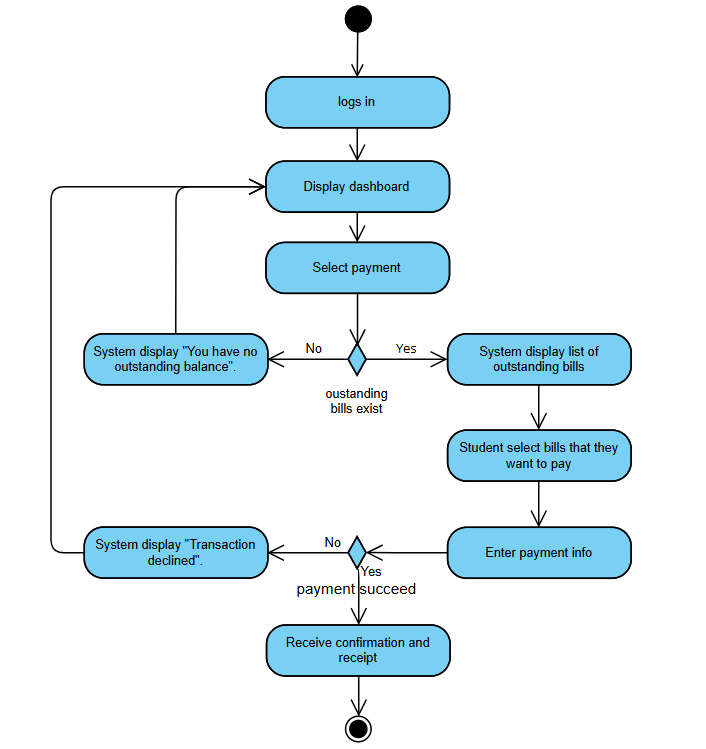 logs in
Display dashboard
Select payment
No
Yes
System display "You have no
outstanding balance".
System display list of
outstanding bills
oustanding
bills exist
Student select bills that they
want to pay
No
System display "Transaction
declined".
Enter payment info
Yes
payment succeed
Receive confirmation and
receipt